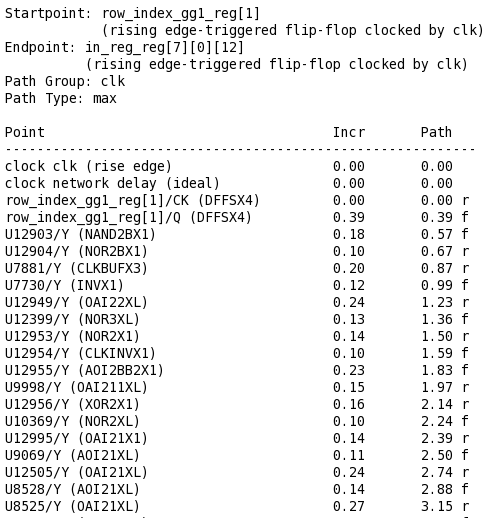 Startpoint: row_index_gg1_reg[1]
(rising edge-triggered flip-flop clocked by clk)
Endpoint: in_reg_reg[7][0][12]
(rising edge-triggered flip-flop clocked by clk)
Path Group: clk
Path Type: max
Point Incr Path
-----------------------------------------------------------
clock clk (rise edge) 0.00 0.00
clock network delay (ideal) 0.00 0.00
row_index_gg1_reg[1]/CK (DFFSX4) 0.00 0.00 r
row_index_gg1_reg[1]/Q (DFFSX4) 0.39 0.39 f
U12903/Y (NAND2BX1) 0.18 0.57 f
U12904/Y (NOR2BX1) 0.10 0.67 r
U7881/Y (CLKBUFX3) 0.20 0.87 r
U7730/Y (INVX1) 0.12 0.99 f
U12949/Y (OAI22XL) 0.24 1.23 r
U12399/Y (NOR3XL) 0.13 1.36 f
U12953/Y (NOR2X1) 0.14 1.50 r
U12954/Y (CLKINVX1) 0.10 1.59 f
U12955/Y (AOI2BB2X1) 0.23 1.83 f
U9998/Y (OAI211XL) 0.15 1.97 r
U12956/Y (XOR2X1) 0.16 2.14 r
U10369/Y (NOR2XL) 0.10 2.24 f
U12995/Y (OAI21X1) 0.14 2.39 r
U9069/Y (AOI21XL) 0.11 2.50 f
U12505/Y (OAI21XL) 0.24 2.74 r
U8528/Y (AOI21XL) 0.14 2.88 f
U8525/Y (OAI21XL) 0.27 3.15 r